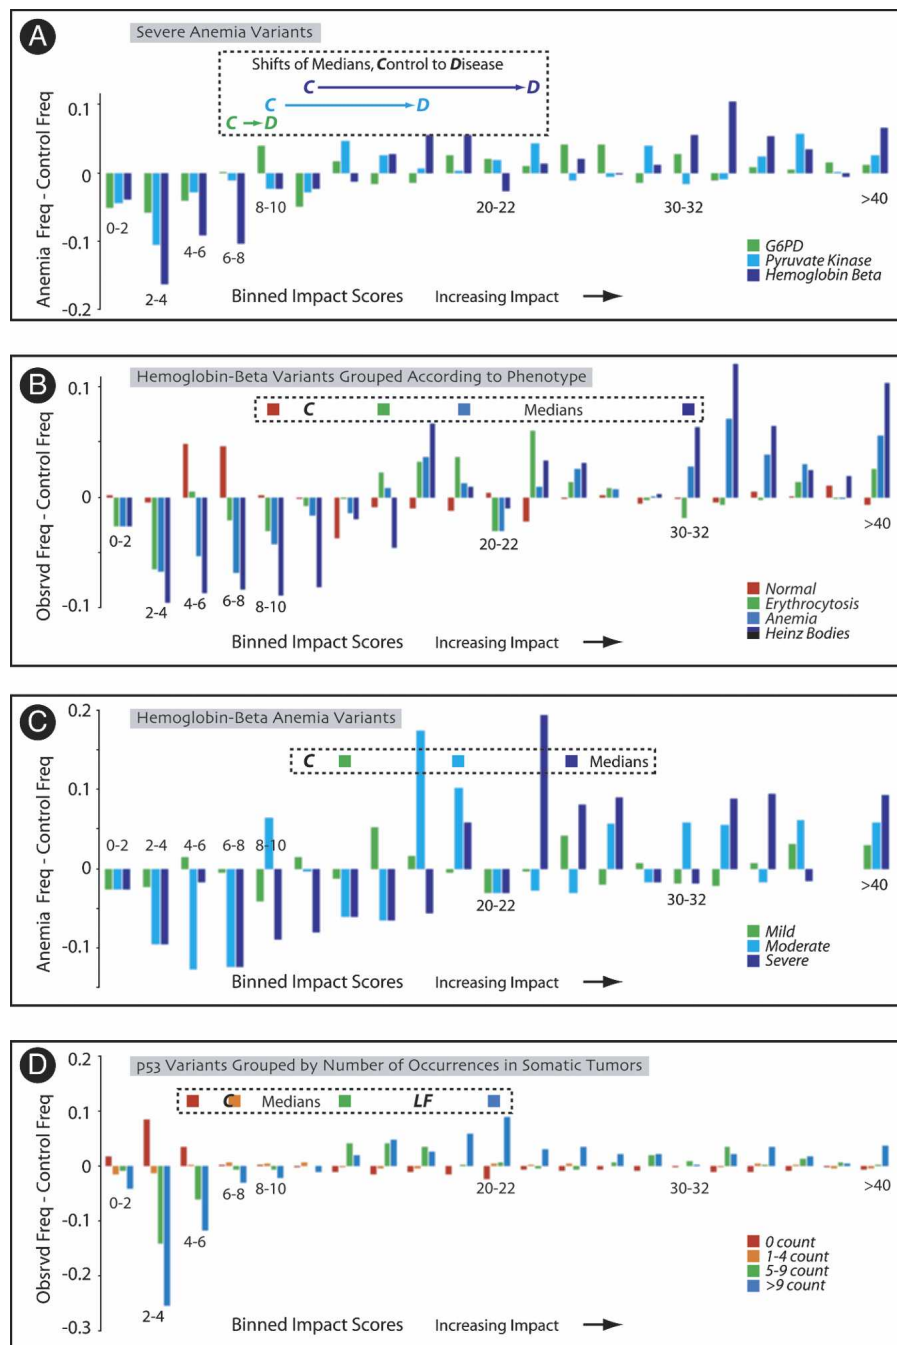 A
Severe Anemia Variants
Shifts of Medians, Control to Disease
C D
C D
C D
Anemia Freq - Control Freq
0.1
0
-0.1
-0.2
0-2
2-4
4-6
6-8
8-10
20-22
30-32
>40
G6PD
Pyruvate Kinase
Hemoglobin Beta
Binned Impact Scores Increasing Impact
B
Hemoglobin-Beta Variants Grouped According to Phenotype
C Medians
Obsrvd Freq - Control Freq
0.1
0
-0.1
0-2
2-4
4-6
6-8
8-10
20-22
30-32
>40
Normal
Erythrocytosis
Anemia
Heinz Bodies
Binned Impact Scores Increasing Impact
C
Hemoglobin-Beta Anemia Variants
C Medians
Anemia Freq - Control Freq
0.2
0.1
0
-0.1
0-2
2-4
4-6
6-8
8-10
20-22
30-32
>40
Mild
Moderate
Severe
Binned Impact Scores Increasing Impact
D
p53 Variants Grouped by Number of Occurrences in Somatic Tumors
C Medians LF
Obsrvd Freq - Control Freq
0.2
0.1
0
-0.1
-0.2
-0.3
0-2
2-4
4-6
6-8
8-10
20-22
30-32
>40
0 count
1-4 count
5-9 count
>9 count
Binned Impact Scores Increasing Impact